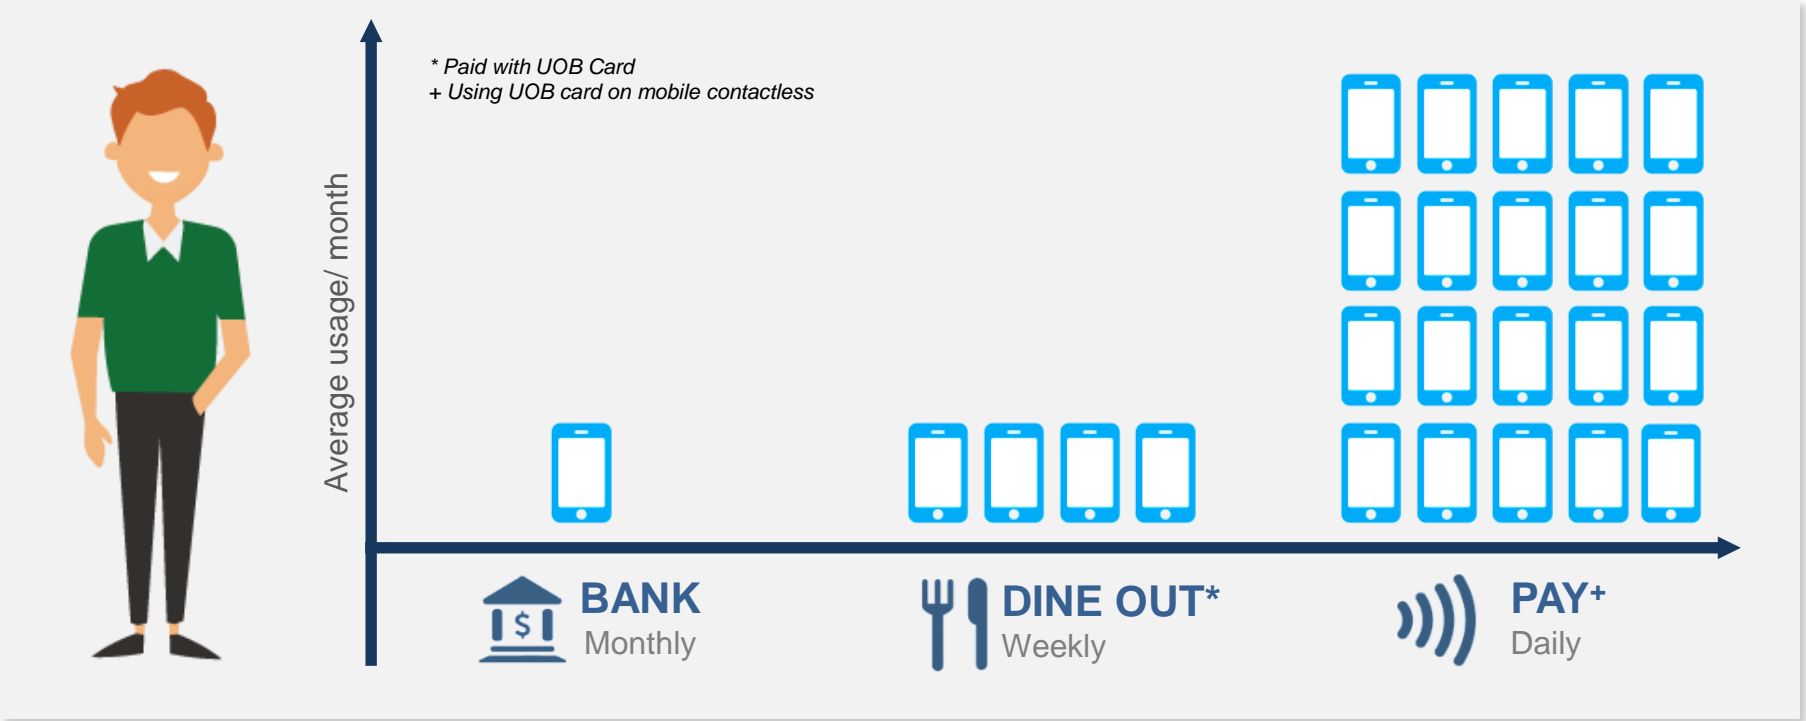 * Paid with UOB Card
+ Using UOB card on mobile contactless
Average usage/ month
$
BANK
Monthly
DINE OUT*
Weekly
PAY+
Daily